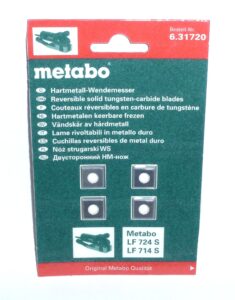 Bestell Nr.
6.31720
metabo
Hartmetall-Wendemesser
Reversible solid tungsten-carbide blades
Couteaux réversibles en carbure de tungstène
Hartmetalen keerbare frezen
Vändskär av hårdmetall
Lame rivoltabili in metallo duro
Cuchillas reversibles de metal duro
Noż strugarski WS
Двусторонний НМ-нож
Metabo
LF 724 S
LF 714 S
Original Metabo Qualität